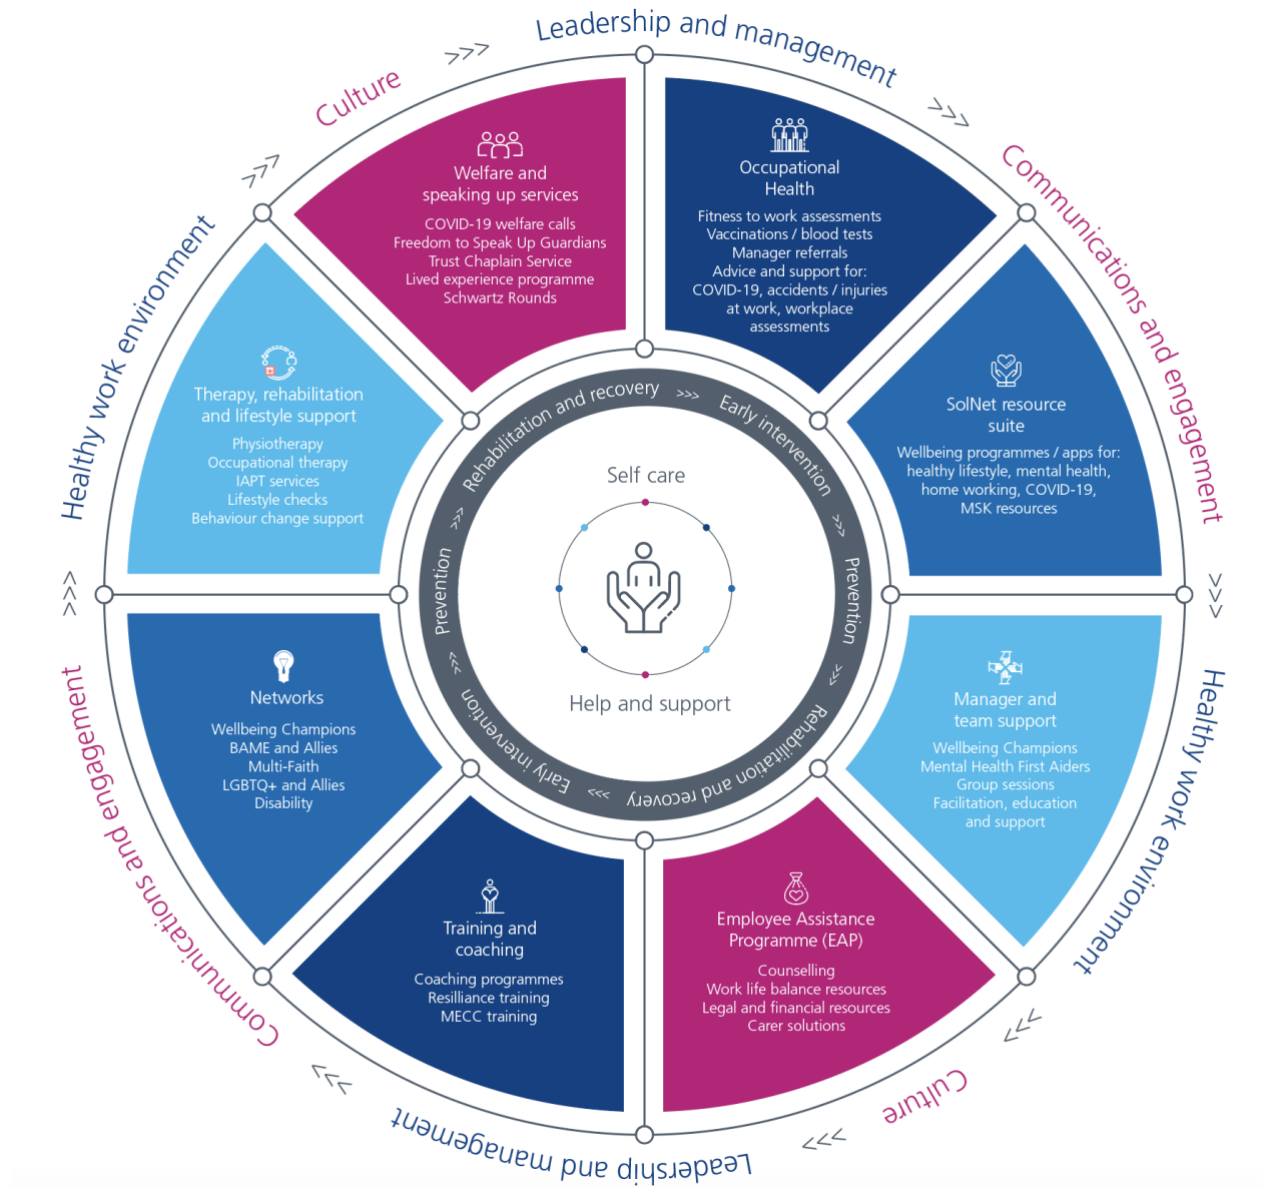 Leadership and management
>>>
Communications and engagement
>>>
Healthy work environment
>>>
Culture
>>>
Leadership and management
>>>
Communications and engagement
>>>
Healthy work environment
>>>
Culture
>>>
Occupational
Health
Fitness to work assessments
Vaccinations / blood tests
Manager referrals
Advice and support for:
COVID-19, accidents / injuries
at work, workplace
assessments
SolNet resource
suite
Wellbeing programmes / apps for:
healthy lifestyle, mental health,
home working, COVID-19,
MSK resources
Manager and
team support
Wellbeing Champions
Mental Health First Aiders
Group sessions
Facilitation, education
and support
Employee Assistance
Programme (EAP)
Counselling
Work life balance resources
Legal and financial resources
Carer solutions
Training and
coaching
Coaching programmes
Resilliance training
MECC training
Networks
Wellbeing Champions
BAME and Allies
Multi-Faith
LGBTQ+ and Allies
Disability
Therapy, rehabilitation
and lifestyle support
Physiotherapy
Occupational therapy
IAPT services
Lifestyle checks
Behaviour change support
Welfare and
speaking up services
COVID-19 welfare calls
Freedom to Speak Up Guardians
Trust Chaplain Service
Lived experience programme
Schwartz Rounds
Early intervention
>>>
Prevention
>>>
Rehabilitation and recovery
>>>
Early intervention
>>>
Prevention
>>>
Rehabilitation and recovery
>>>
Self care
Help and support